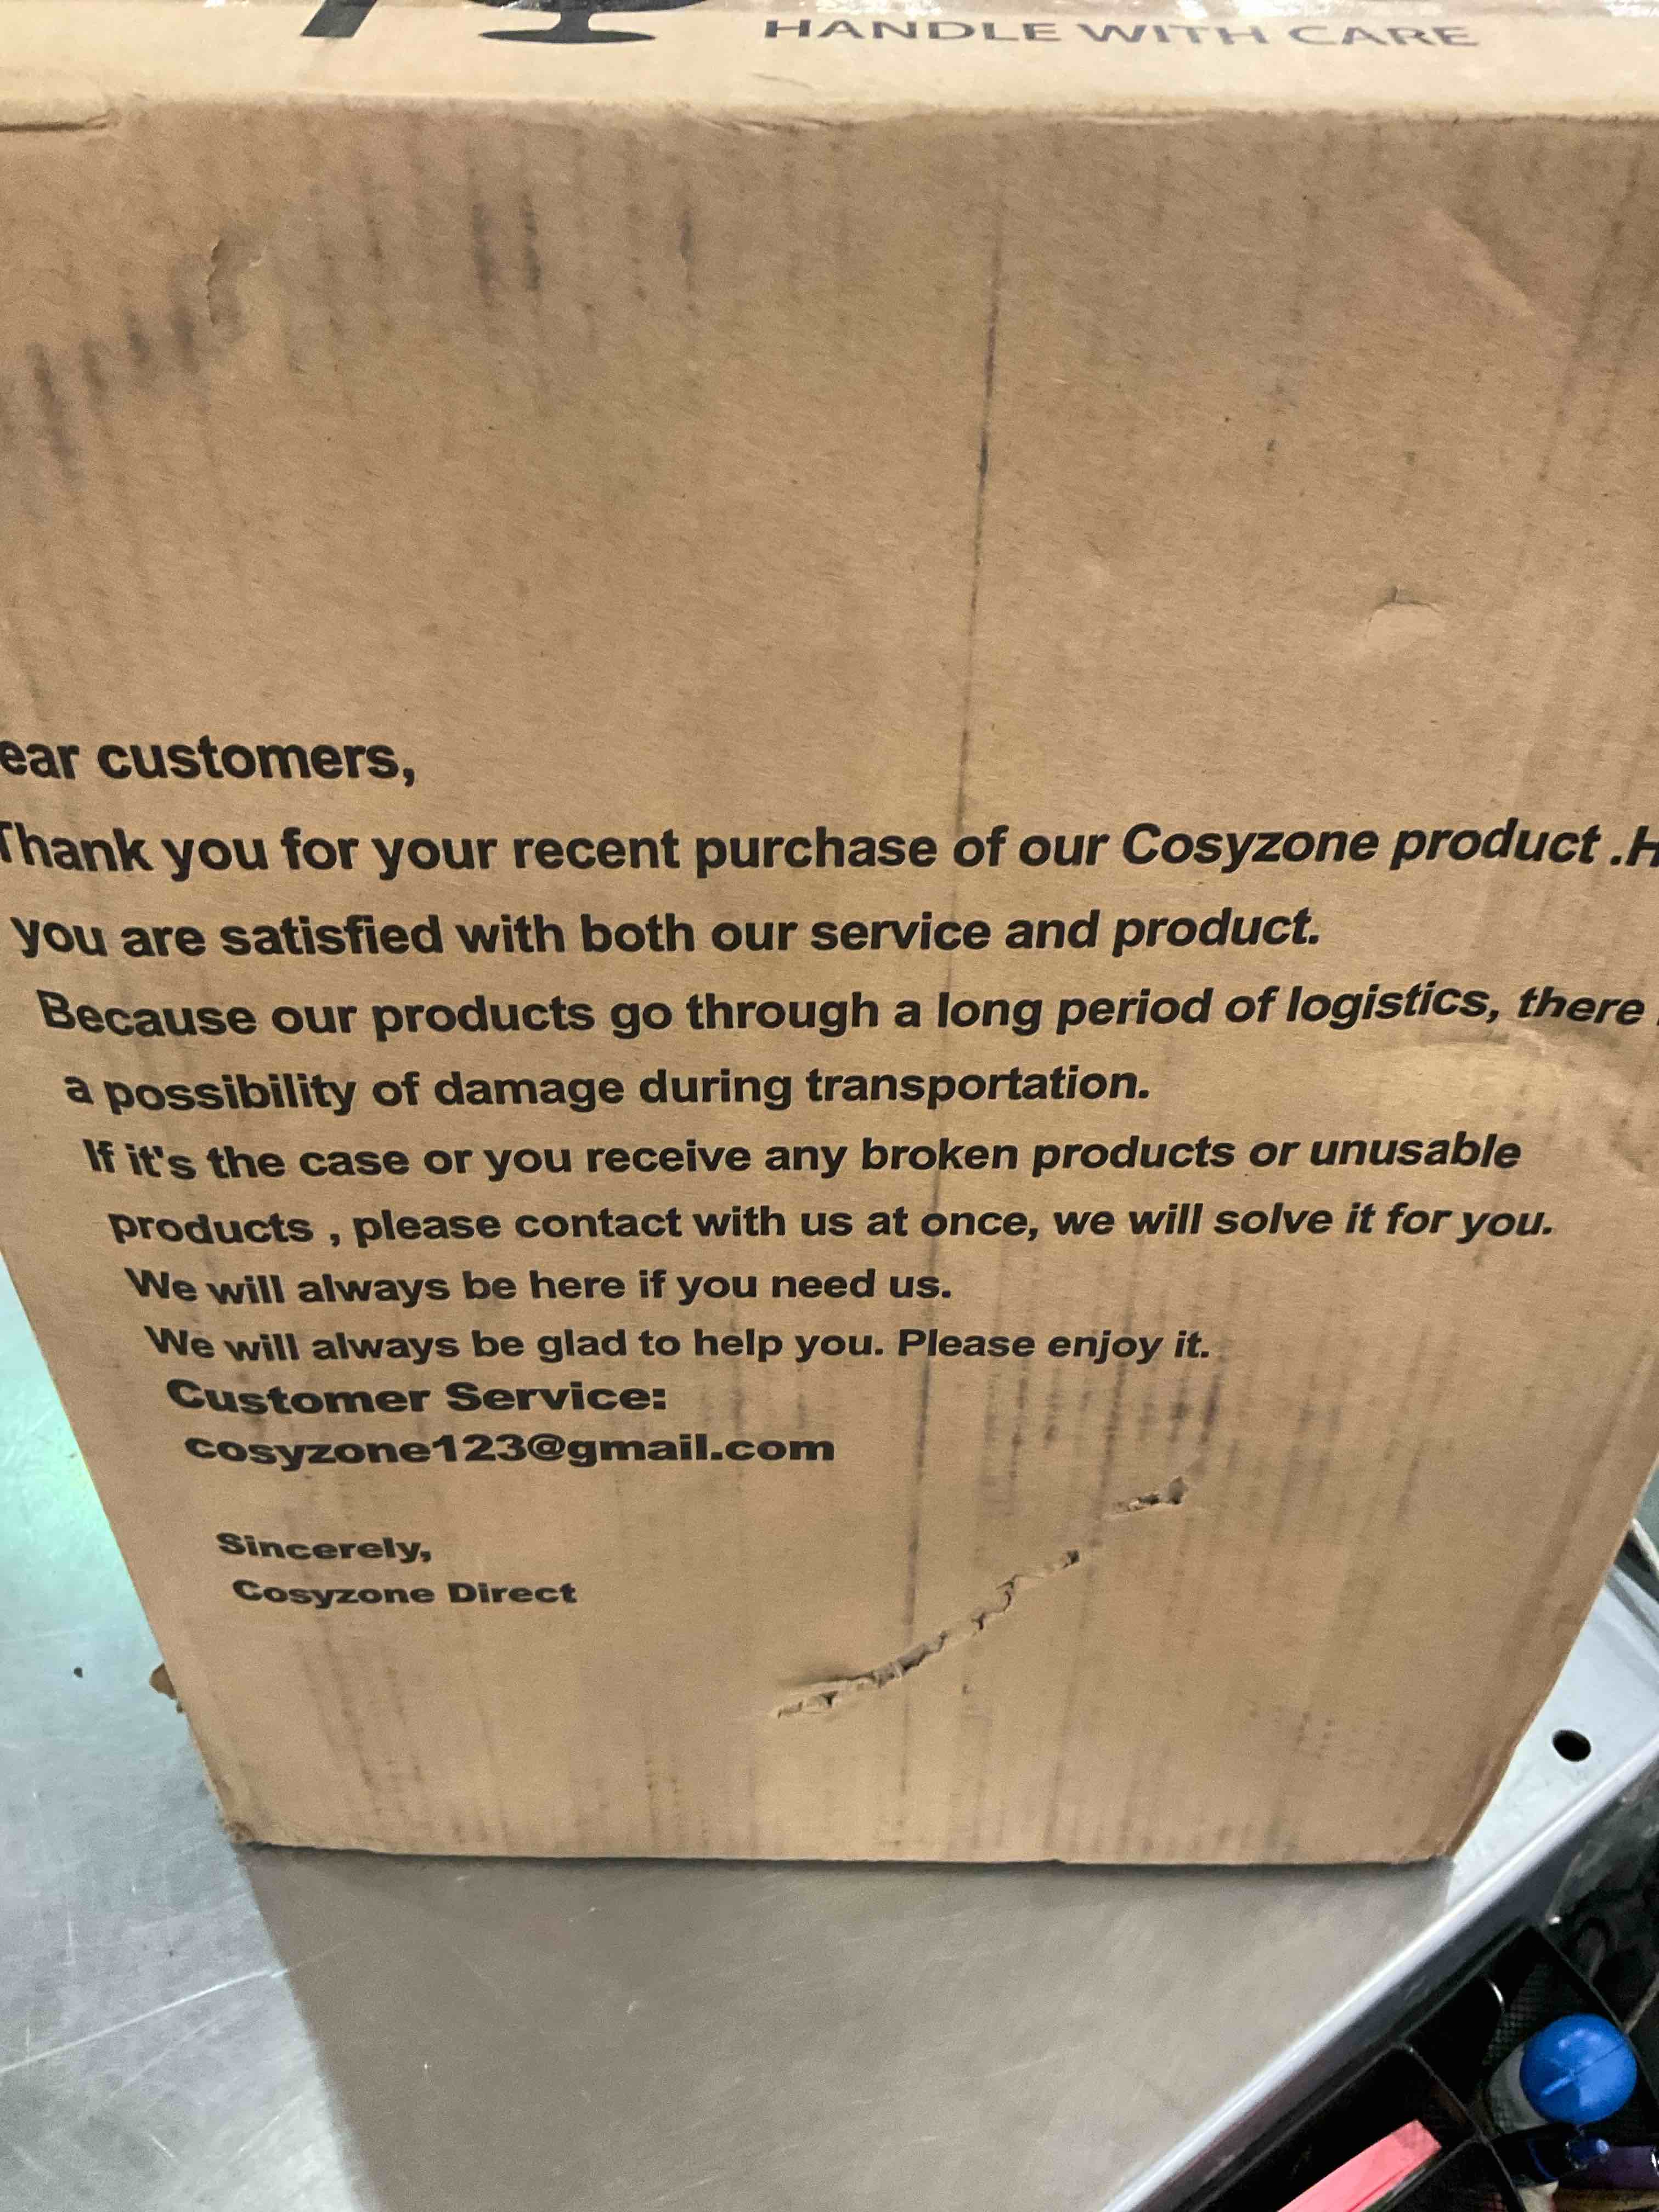 HANDLE WITH CARE
ear customers,
Thank you for your recent purchase of our Cosyzone product .H
you are satisfied with both our service and product.
Because our products go through a long period of logistics, there
a possibility of damage during transportation.
If it's the case or you receive any broken products or unusable
products , please contact with us at once, we will solve it for you.
We will always be here if you need us.
We will always be glad to help you. Please enjoy it.
Customer Service:
cosyzone123@gmail.com
Sincerely,
Cosyzone Direct